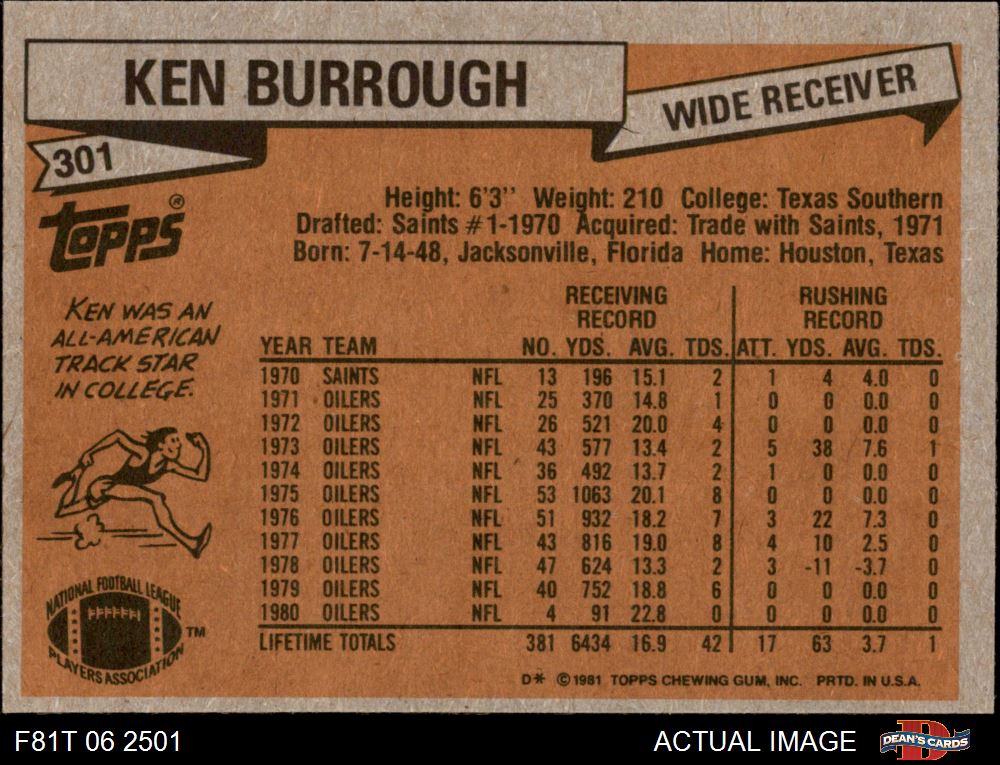 KEN BURROUGH
WIDE RECEIVER
301
Topps®
Height: 6'3'' Weight: 210 College: Texas Southern
Drafted: Saints #1-1970 Acquired: Trade with Saints, 1971
Born: 7-14-48, Jacksonville, Florida Home: Houston, Texas
KEN WAS AN
ALL-AMERICAN
TRACK STAR
IN COLLEGE.
RECEIVING RUSHING
RECORD RECORD
YEAR TEAM NO. YDS. AVG. TDS. ATT. YDS. AVG. TDS.
1970 SAINTS NFL 13 196 15.1 2 1 4 4.0 0
1971 OILERS NFL 25 370 14.8 1 0 0 0.0 0
1972 OILERS NFL 26 521 20.0 4 0 0 0.0 0
1973 OILERS NFL 43 577 13.4 2 5 38 7.6 1
1974 OILERS NFL 36 492 13.7 2 1 0 0.0 0
1975 OILERS NFL 53 1063 20.1 8 0 0 0.0 0
1976 OILERS NFL 51 932 18.2 7 3 22 7.3 0
1977 OILERS NFL 43 816 19.0 8 4 10 2.5 0
1978 OILERS NFL 47 624 13.3 2 3 -11 -3.7 0
1979 OILERS NFL 40 752 18.8 6 0 0 0.0 0
1980 OILERS NFL 4 91 22.8 0 0 0 0.0 0
LIFETIME TOTALS 381 6434 16.9 42 17 63 3.7 1
NATIONAL FOOTBALL LEAGUE
PLAYERS ASSOCIATION
TM
D* ©1981 TOPPS CHEWING GUM, INC. PRTD. IN U.S.A.
F81T 06 2501
ACTUAL IMAGE
DEAN'S CARDS